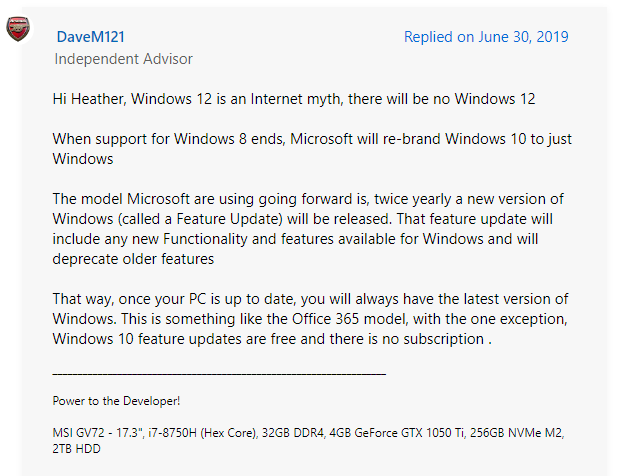 DaveM121
Replied on June 30, 2019
Independent Advisor
Hi Heather, Windows 12 is an Internet myth, there will be no Windows 12
When support for Windows 8 ends, Microsoft will re-brand Windows 10 to just
Windows
The model Microsoft are using going forward is, twice yearly a new version of
Windows (called a Feature Update) will be released. That feature update will
include any new Functionality and features available for Windows and will
deprecate older features
That way, once your PC is up to date, you will always have the latest version of
Windows. This is something like the Office 365 model, with the one exception,
Windows 10 feature updates are free and there is no subscription .
Power to the Developer!
MSI GV72 - 17.3", i7-8750H (Hex Core), 32GB DDR4, 4GB GeForce GTX 1050 Ti, 256GB NVMe M2,
2TB HDD